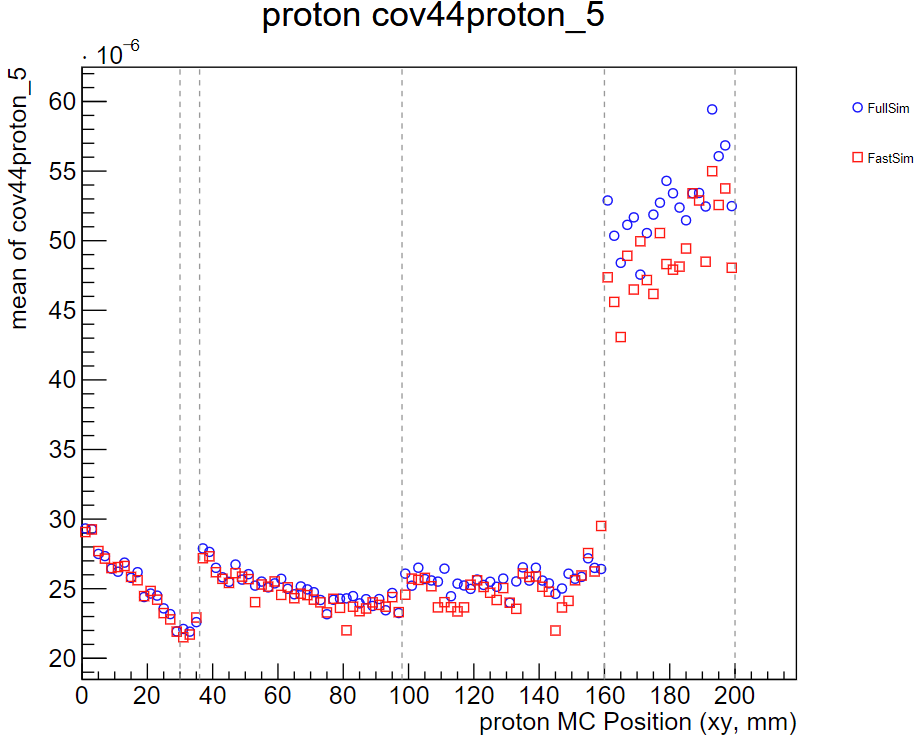 proton cov44proton_5
· 10−6
mean of cov44proton_5
60
55
50
45
40
35
30
25
20
0 20 40 60 80 100 120 140 160 180 200
proton MC Position (xy, mm)
FullSim
FastSim